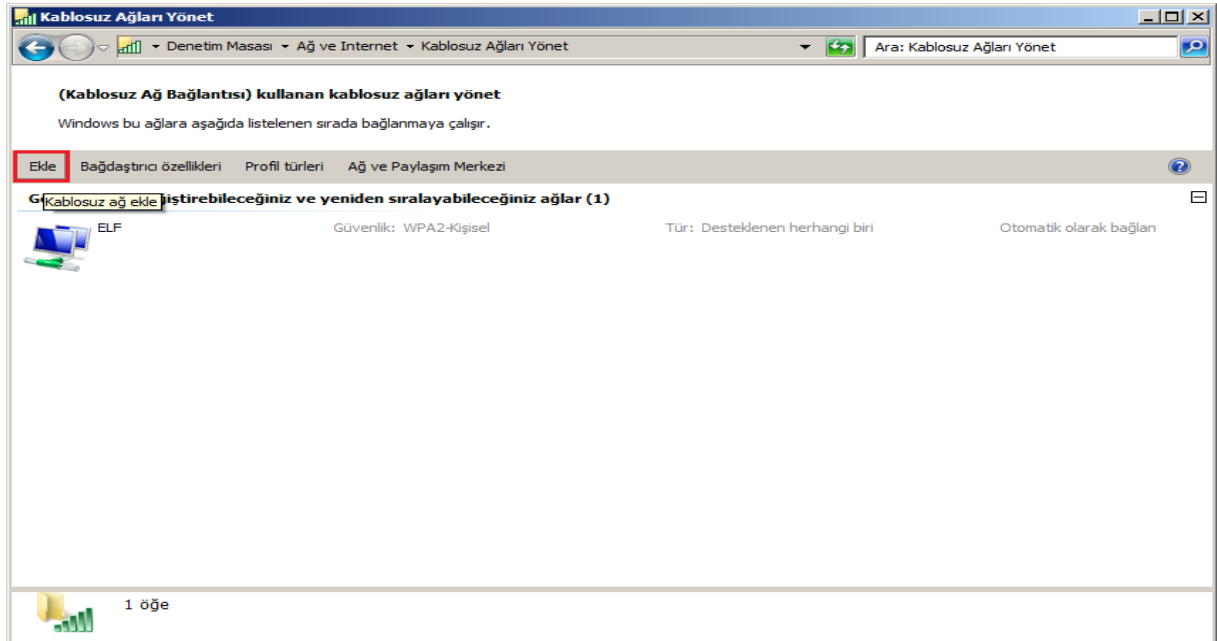 Kablosuz Ağları Yönet
Denetim Masası Ağ ve Internet Kablosuz Ağları Yönet Ara: Kablosuz Ağları Yönet
(Kablosuz Ağ Bağlantısı) kullanan kablosuz ağları yönet
Windows bu ağlara aşağıda listelenen sırada bağlanmaya çalışır.
Ekle Bağdaştırıcı özellikleri Profil türleri Ağ ve Paylaşım Merkezi
Kablosuz ağ ekle
ğiştirebileceğiniz ve yeniden sıralayabileceğiniz ağlar (1)
ELF Güvenlik: WPA2-Kişisel Tür: Desteklenen herhangi biri Otomatik olarak bağlan
1 öğe